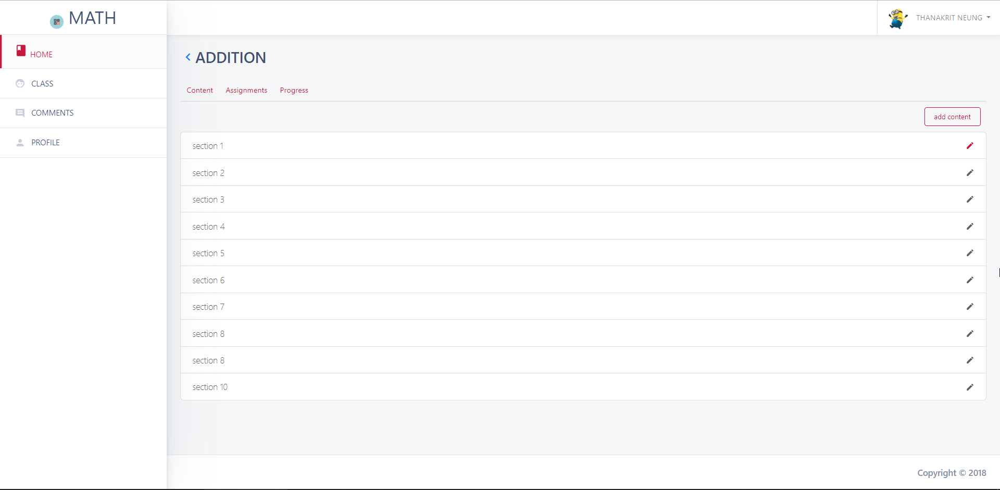 MATH
THANAKRIT NEUNG
HOME
CLASS
COMMENTS
PROFILE
ADDITION
Content Assignments Progress
add content
section 1
section 2
section 3
section 4
section 5
section 6
section 7
section 8
section 8
section 10
Copyright © 2018